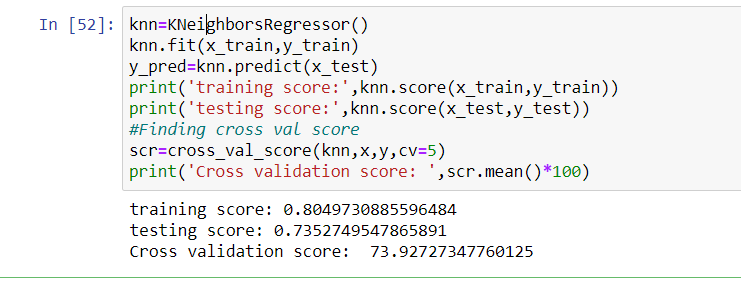 In [52]: knn=KNeighborsRegressor()
knn.fit(x_train,y_train)
y_pred=knn.predict(x_test)
print('training score:',knn.score(x_train,y_train))
print('testing score:',knn.score(x_test,y_test))
#Finding cross val score
scr=cross_val_score(knn,x,y,cv=5)
print('Cross validation score: ',scr.mean()*100)
training score: 0.8049730885596484
testing score: 0.7352749547865891
Cross validation score:  73.92727347760125